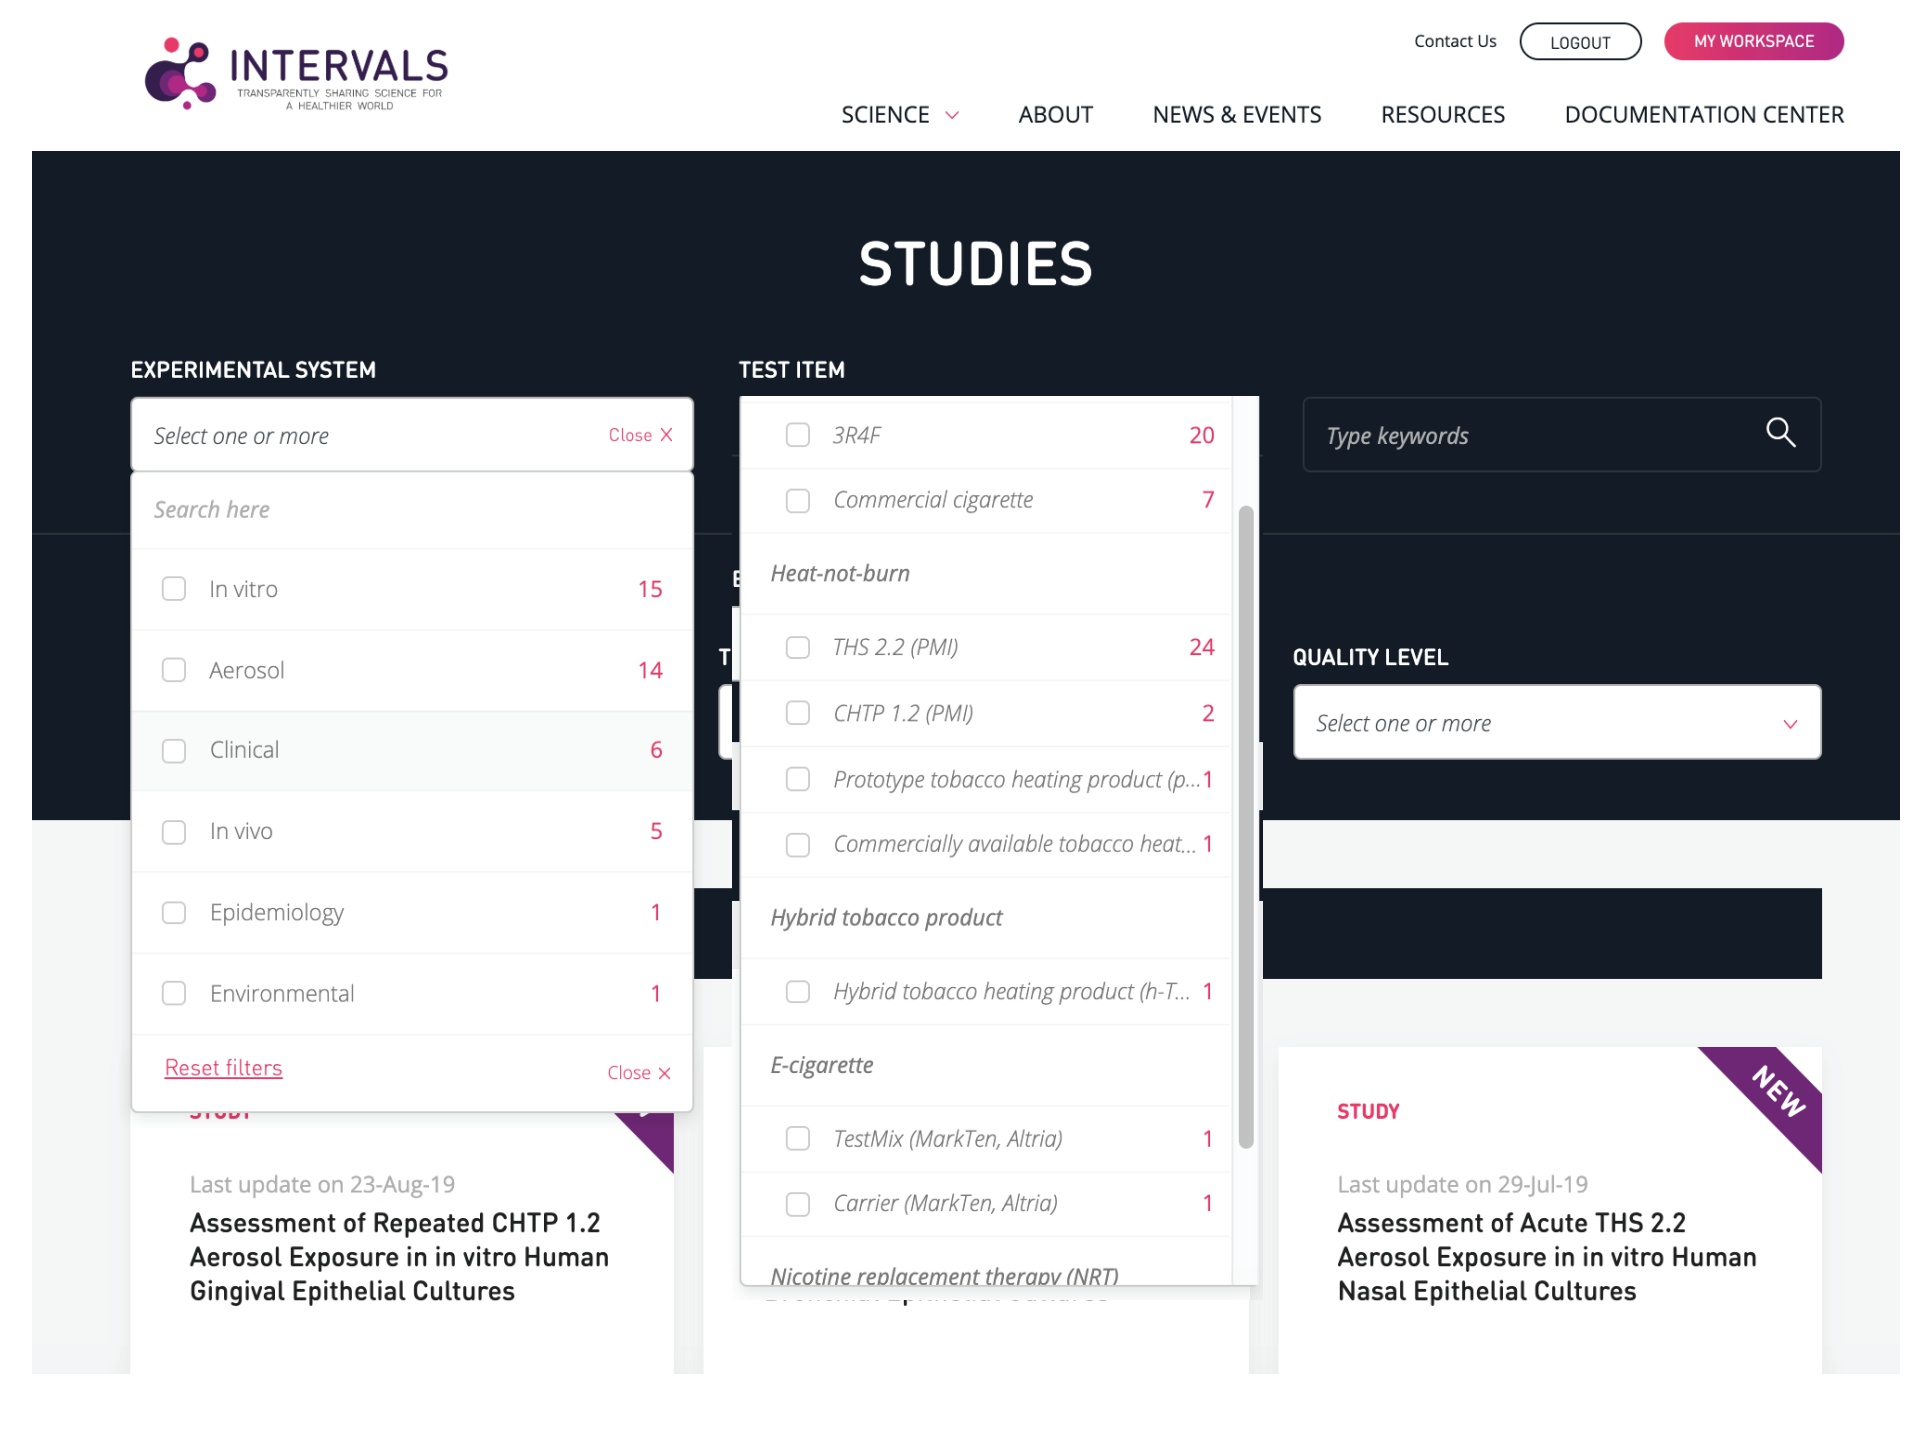 INTERVALS
TRANSPARENTLY SHARING SCIENCE FOR
A HEALTHIER WORLD
Contact Us
LOGOUT
MY WORKSPACE
SCIENCE
ABOUT
NEWS & EVENTS
RESOURCES
DOCUMENTATION CENTER
STUDIES
EXPERIMENTAL SYSTEM
Select one or more
Close X
Search here
In vitro 15
Aerosol 14
Clinical 6
In vivo 5
Epidemiology 1
Environmental 1
Reset filters
Close ×
TEST ITEM
3R4F 20
Commercial cigarette 7
Heat-not-burn
THS 2.2 (PMI) 24
CHTP 1.2 (PMI) 2
Prototype tobacco heating product (p... 1
Commercially available tobacco heat... 1
Hybrid tobacco product
Hybrid tobacco heating product (h-T... 1
E-cigarette
TestMix (MarkTen, Altria) 1
Carrier (MarkTen, Altria) 1
Nicotine replacement therapy (NRT)
Type keywords
QUALITY LEVEL
Select one or more
STUDY
Last update on 23-Aug-19
Assessment of Repeated CHTP 1.2
Aerosol Exposure in in vitro Human
Gingival Epithelial Cultures
NEW
STUDY
Last update on 29-Jul-19
Assessment of Acute THS 2.2
Aerosol Exposure in in vitro Human
Nasal Epithelial Cultures